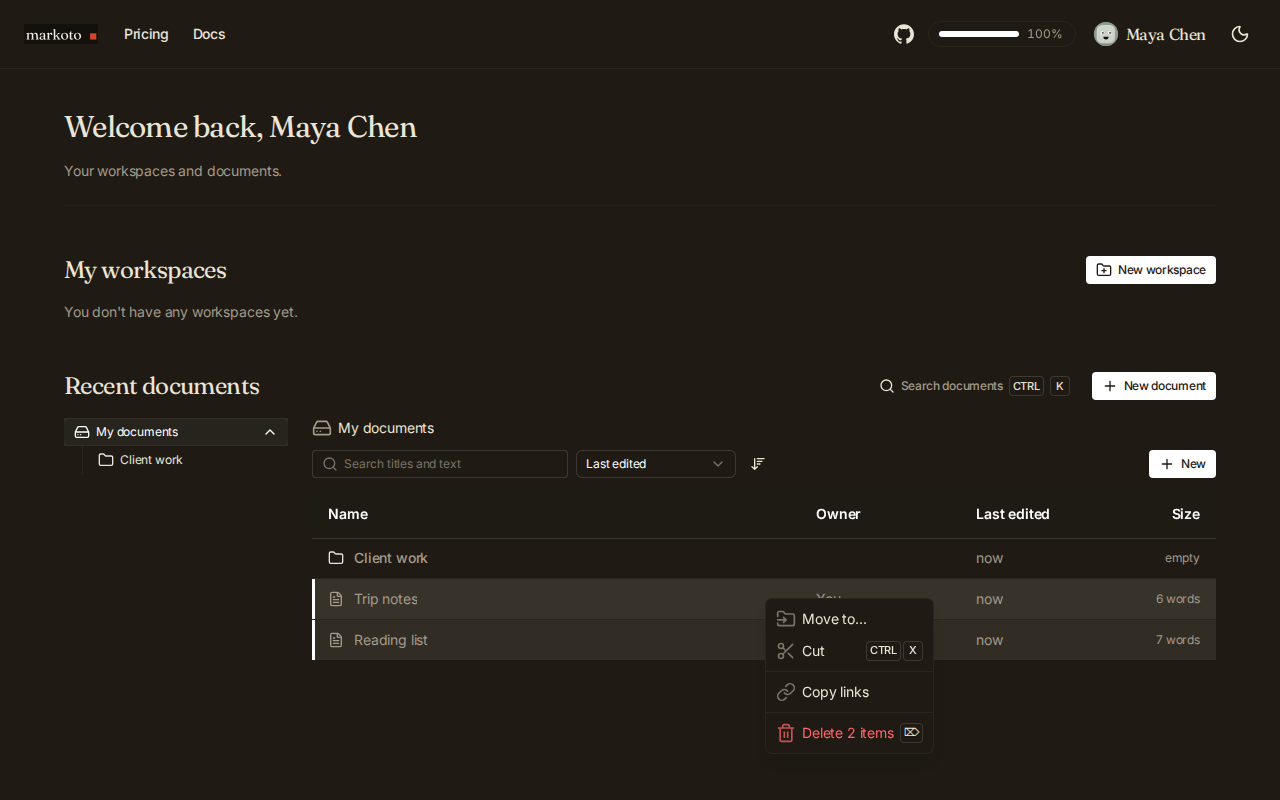 markoto
Pricing
Docs
100%
Maya Chen
Welcome back, Maya Chen
Your workspaces and documents.
My workspaces
New workspace
You don't have any workspaces yet.
Recent documents
Search documents CTRL K
New document
My documents
Client work
My documents
Search titles and text
Last edited
New
Name Owner Last edited Size
Client work now empty
Trip notes You now 6 words
Reading list now 7 words
Move to...
Cut CTRL X
Copy links
Delete 2 items ⌦